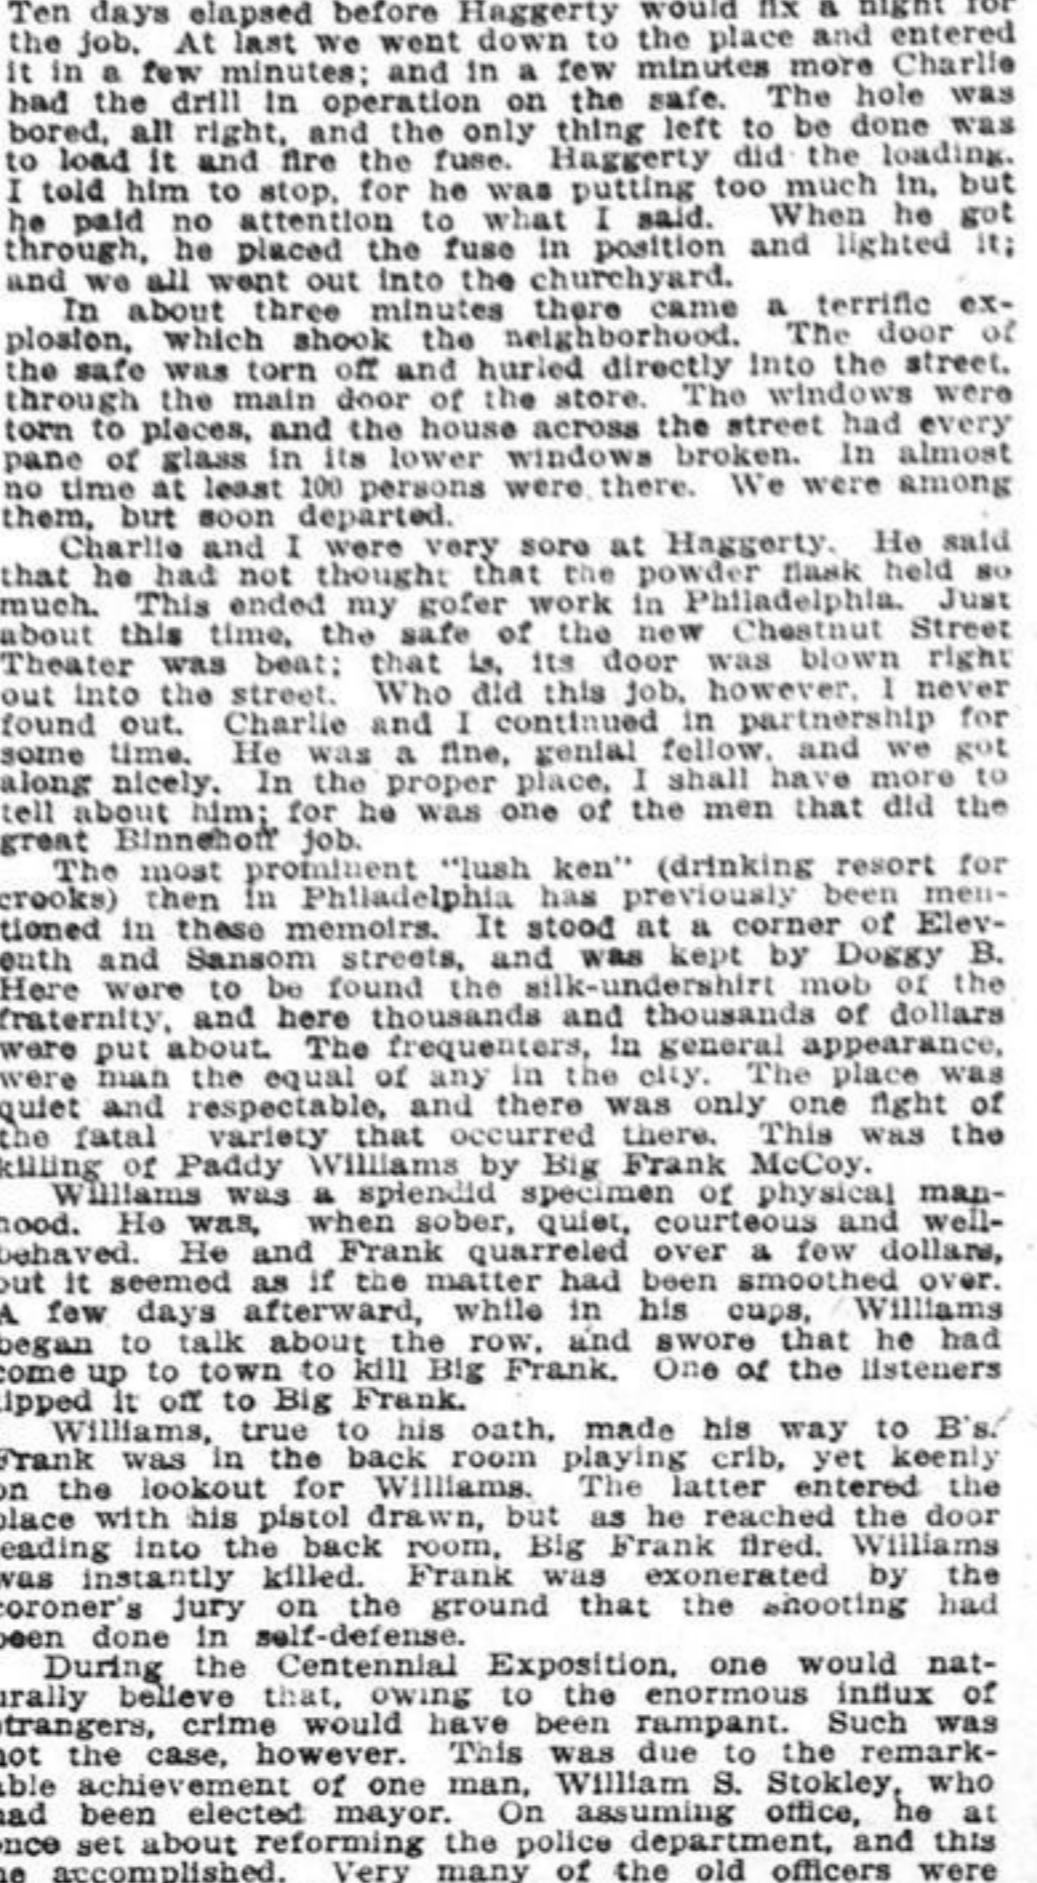 Ten days elapsed before Haggerty would fix a night for
the job. At last we went down to the place and entered
it in a few minutes; and in a few minutes more Charlie
had the drill in operation on the safe. The hole was
bored, all right, and the only thing left to be done was
to load it and fire the fuse. Haggerty did the loading.
I told him to stop, for he was putting too much in, but
he paid no attention to what I said. When he got
through, he placed the fuse in position and lighted it;
and we all went out into the churchyard.
In about three minutes there came a terrific ex-
plosion, which shook the neighborhood. The door of
the safe was torn off and hurled directly into the street,
through the main door of the store. The windows were
torn to pieces, and the house across the street had every
pane of glass in its lower windows broken. In almost
no time at least 100 persons were there. We were among
them, but soon departed.
Charlie and I were very sore at Haggerty. He said
that he had not thought that the powder flask held so
much. This ended my gofer work in Philadelphia. Just
about this time, the safe of the new Chestnut Street
Theater was beat; that is, its door was blown right
out into the street. Who did this job, however, I never
found out. Charlie and I continued in partnership for
some time. He was a fine, genial fellow, and we got
along nicely. In the proper place, I shall have more to
tell about him; for he was one of the men that did the
great Binnehoff job.
The most prominent "lush ken" (drinking resort for
crooks) then in Philadelphia has previously been men-
tioned in these memoirs. It stood at a corner of Elev-
enth and Sansom streets, and was kept by Doggy B.
Here were to be found the silk-undershirt mob of the
fraternity, and here thousands and thousands of dollars
were put about. The frequenters, in general appearance,
were man the equal of any in the city. The place was
quiet and respectable, and there was only one fight of
the fatal variety that occurred there. This was the
killing of Paddy Williams by Big Frank McCoy.
Williams was a splendid specimen of physical man-
hood. He was, when sober, quiet, courteous and well-
behaved. He and Frank quarreled over a few dollars,
but it seemed as if the matter had been smoothed over.
A few days afterward, while in his cups, Williams
began to talk about the row, and swore that he had
come up to town to kill Big Frank. One of the listeners
tipped it off to Big Frank.
Williams, true to his oath, made his way to B's.
Frank was in the back room playing crib, yet keenly
on the lookout for Williams. The latter entered the
place with his pistol drawn, but as he reached the door
leading into the back room, Big Frank fired. Williams
was instantly killed. Frank was exonerated by the
coroner's jury on the ground that the shooting had
been done in self-defense.
During the Centennial Exposition, one would nat-
urally believe that, owing to the enormous influx of
strangers, crime would have been rampant. Such was
not the case, however. This was due to the remark-
able achievement of one man, William S. Stokley, who
had been elected mayor. On assuming office, he at
once set about reforming the police department, and this
he accomplished. Very many of the old officers were